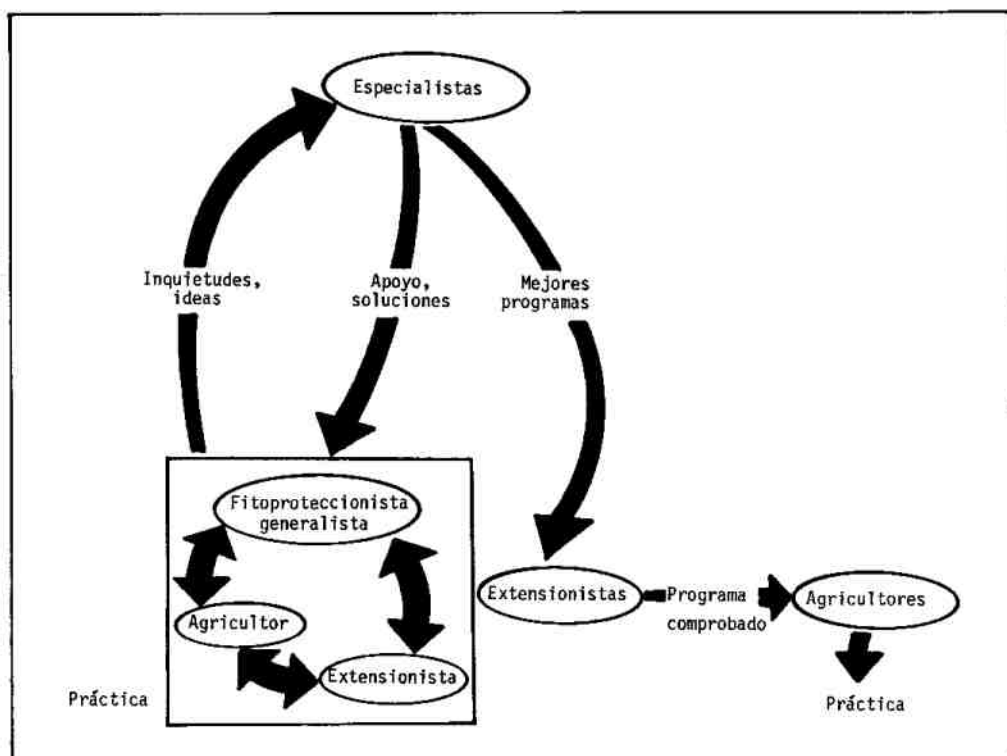 Especialistas
Inquietudes,
ideas
Apoyo,
soluciones
Mejores
programas
Fitoproteccionista
generalista
Agricultor
Extensionista
Práctica
Extensionistas
Programa
comprobado
Agricultores
Práctica